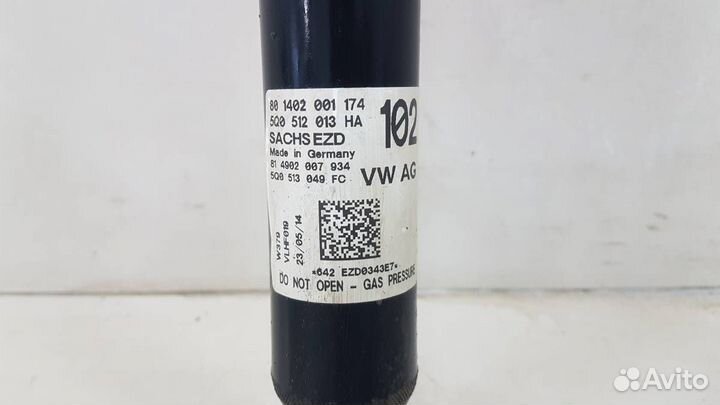 80 1402 001 174
5Q0 512 013 HA
102
SACHS EZD
Made in Germany
81 4902 007 934
VW AG
5Q0 513 049 FC
W379
VLHF019
23/05/14
*642 EZD0343E7*
DO NOT OPEN - GAS PRESSURE
Avito